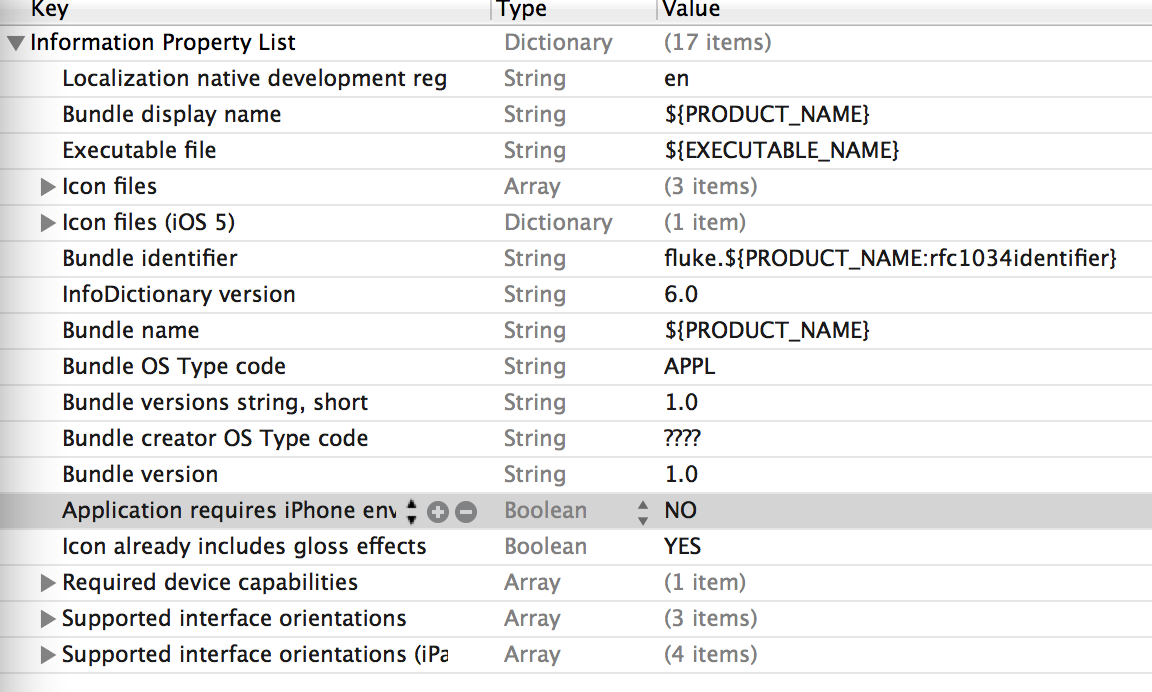 Key Type Value
Information Property List Dictionary (17 items)
Localization native development reg String en
Bundle display name String ${PRODUCT_NAME}
Executable file String ${EXECUTABLE_NAME}
Icon files Array (3 items)
Icon files (iOS 5) Dictionary (1 item)
Bundle identifier String fluke.${PRODUCT_NAME:rfc1034identifier}
InfoDictionary version String 6.0
Bundle name String ${PRODUCT_NAME}
Bundle OS Type code String APPL
Bundle versions string, short String 1.0
Bundle creator OS Type code String ????
Bundle version String 1.0
Application requires iPhone env Boolean NO
Icon already includes gloss effects Boolean YES
Required device capabilities Array (1 item)
Supported interface orientations Array (3 items)
Supported interface orientations (iPa Array (4 items)